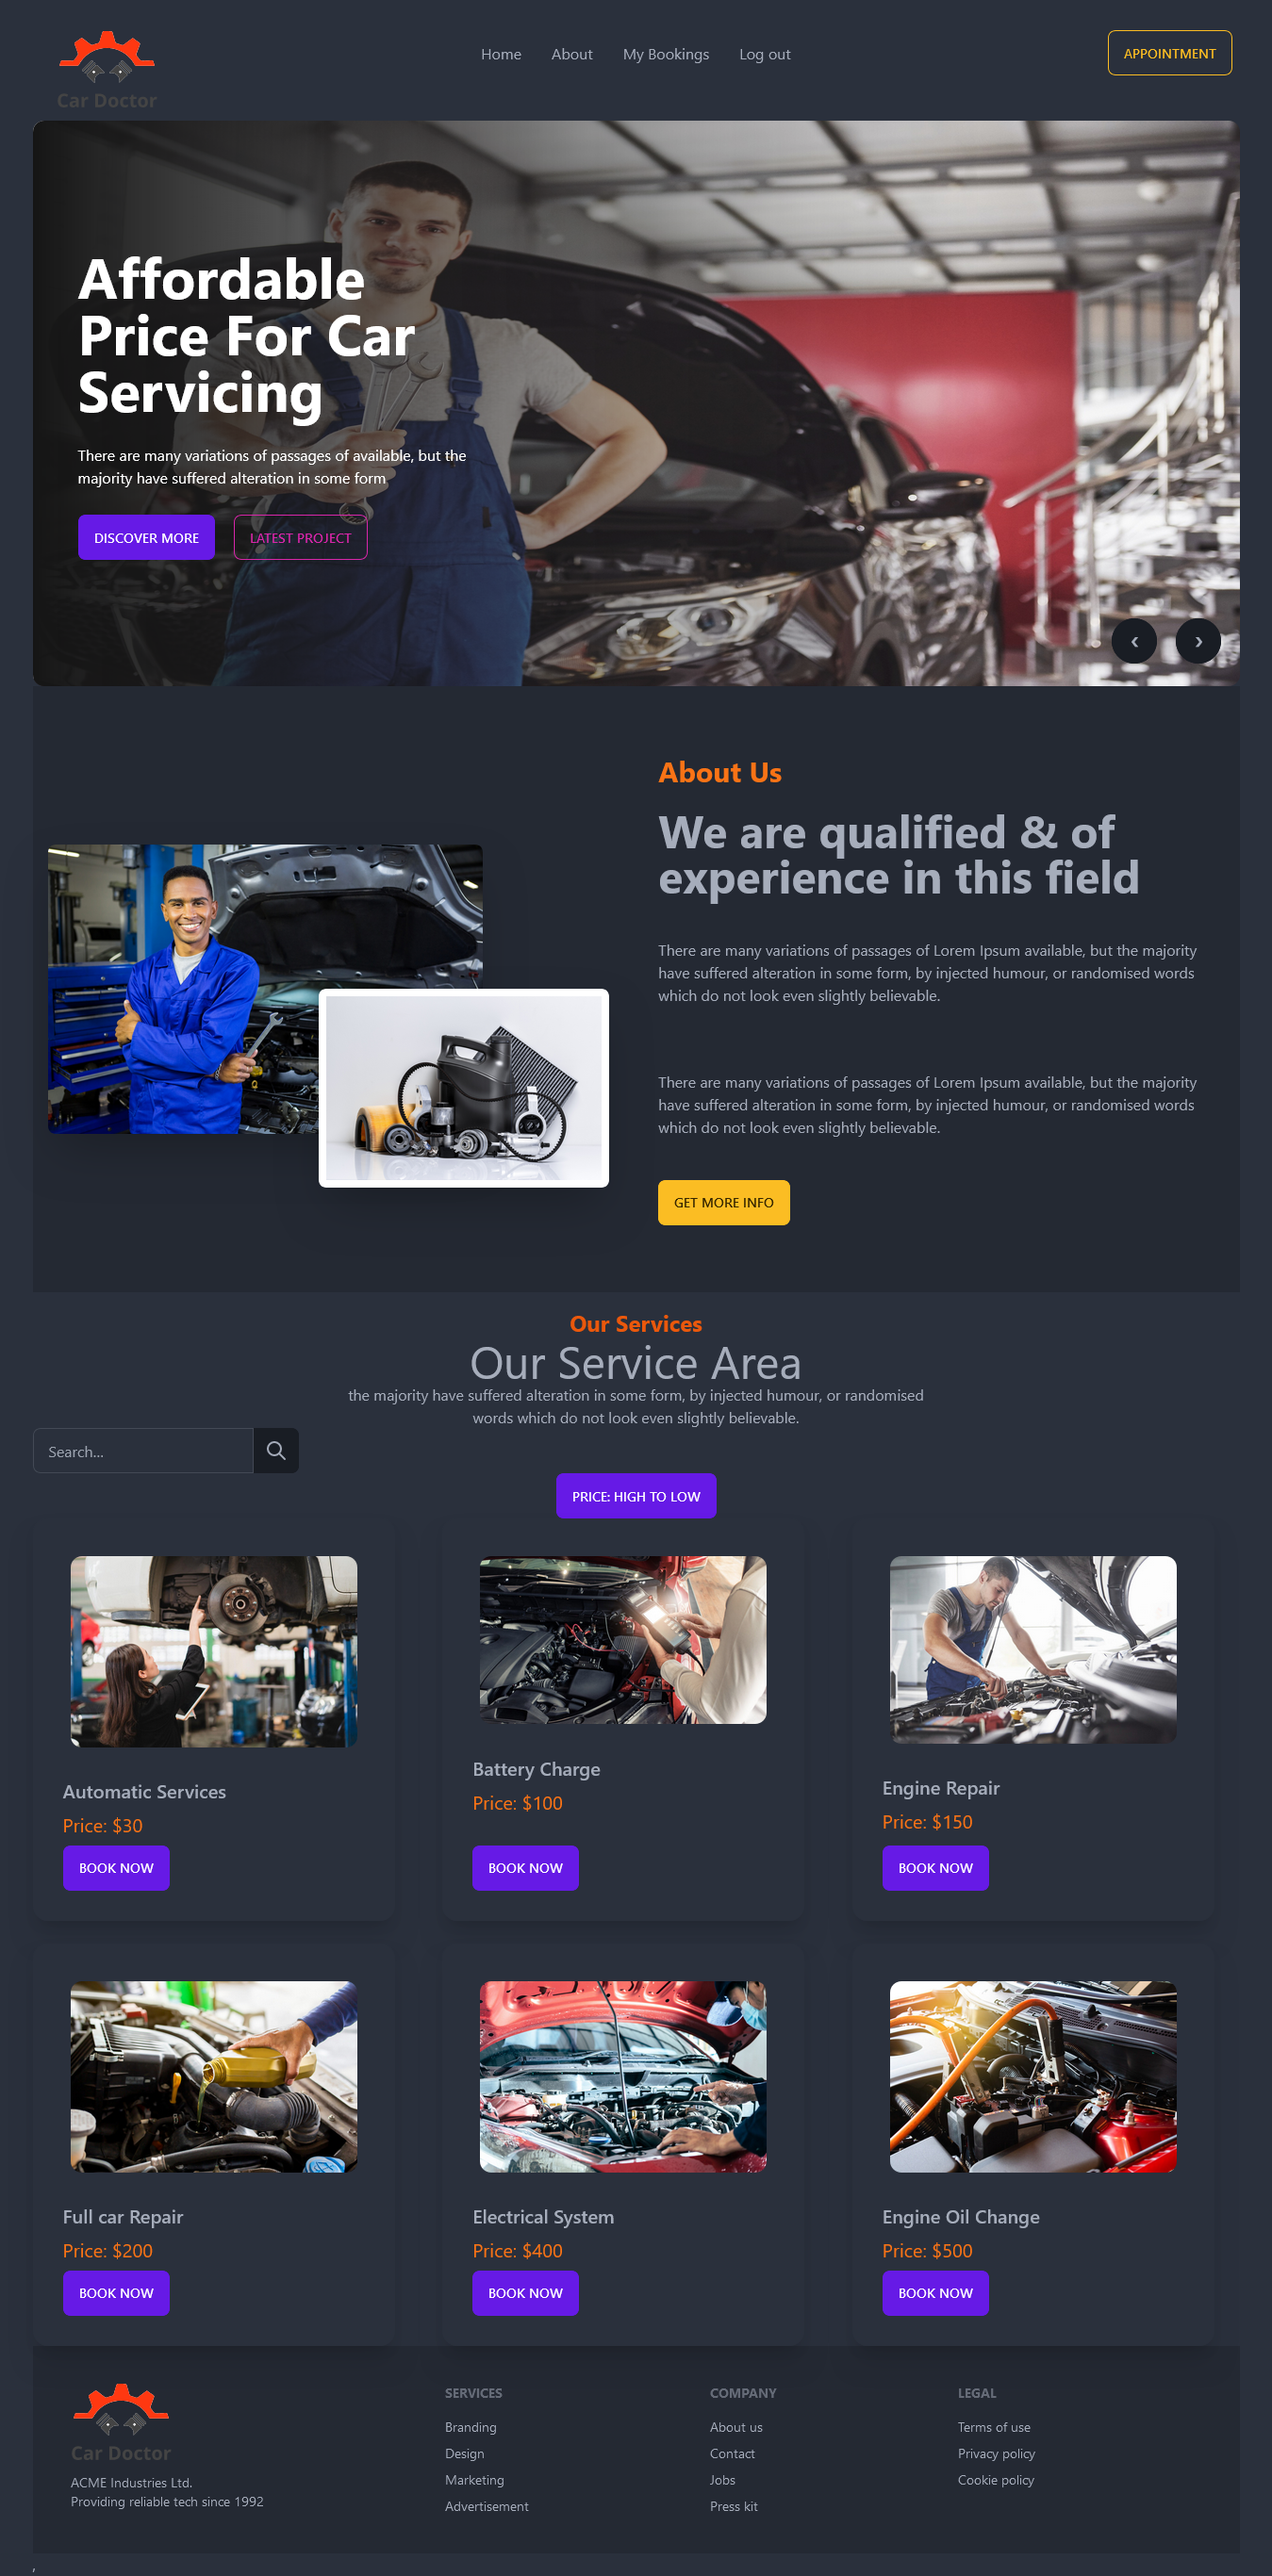 Car Doctor
Home
About
My Bookings
Log out
APPOINTMENT
Affordable
Price For Car
Servicing
There are many variations of passages of available, but the
majority have suffered alteration in some form
DISCOVER MORE
LATEST PROJECT
❮
❯
About Us
We are qualified & of
experience in this field
There are many variations of passages of Lorem Ipsum available, but the majority
have suffered alteration in some form, by injected humour, or randomised words
which do not look even slightly believable.
There are many variations of passages of Lorem Ipsum available, but the majority
have suffered alteration in some form, by injected humour, or randomised words
which do not look even slightly believable.
GET MORE INFO
Our Services
Our Service Area
the majority have suffered alteration in some form, by injected humour, or randomised
words which do not look even slightly believable.
Search...
PRICE: HIGH TO LOW
Automatic Services
Price: $30
BOOK NOW
Battery Charge
Price: $100
BOOK NOW
Engine Repair
Price: $150
BOOK NOW
Full car Repair
Price: $200
BOOK NOW
Electrical System
Price: $400
BOOK NOW
Engine Oil Change
Price: $500
BOOK NOW
Car Doctor
ACME Industries Ltd.
Providing reliable tech since 1992
SERVICES
Branding
Design
Marketing
Advertisement
COMPANY
About us
Contact
Jobs
Press kit
LEGAL
Terms of use
Privacy policy
Cookie policy
,